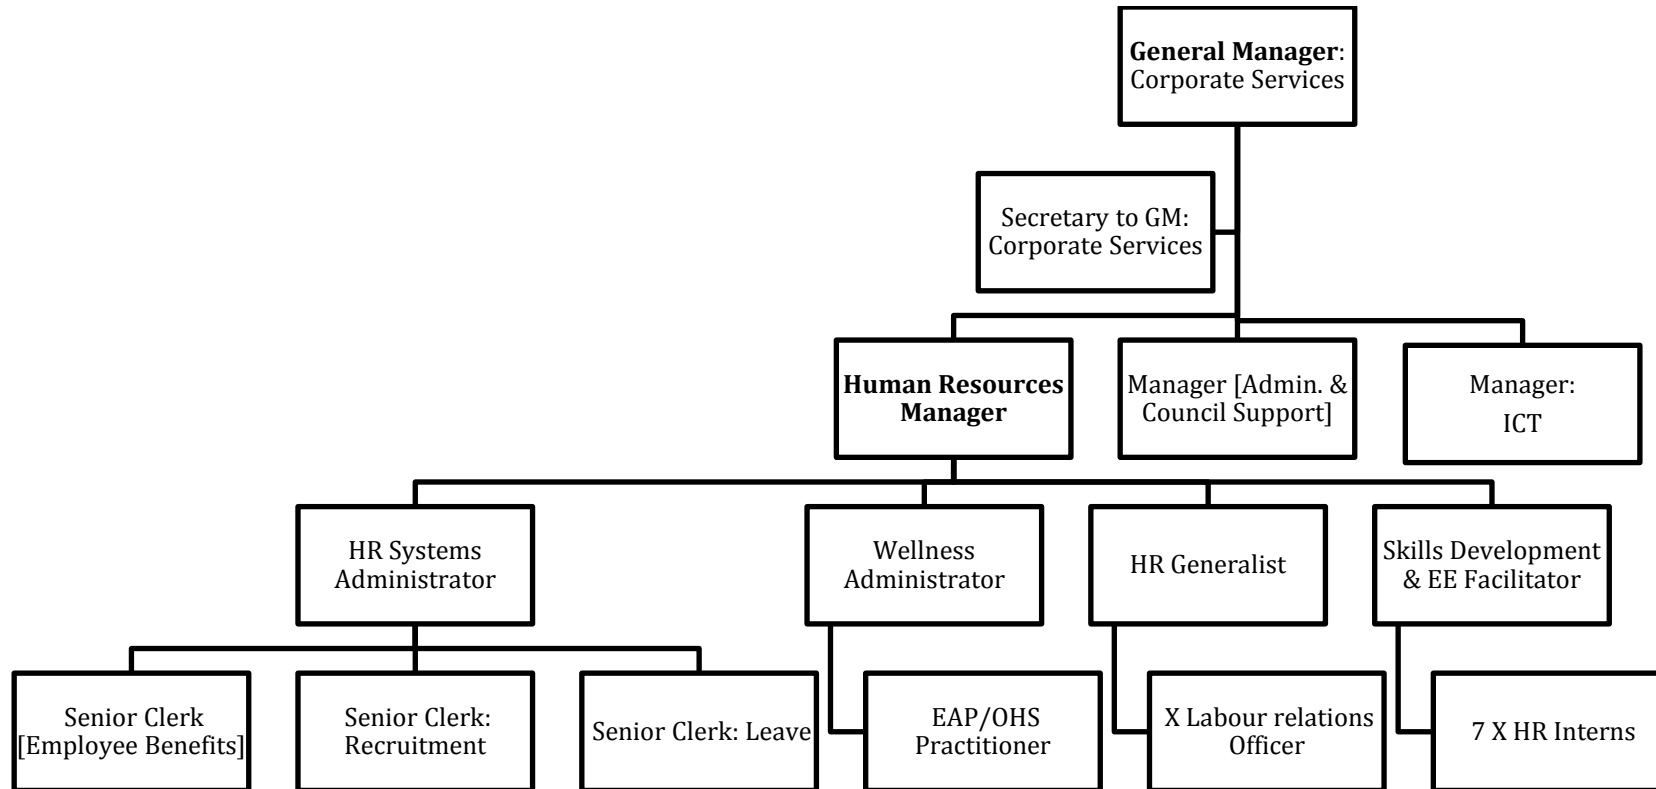 General Manager:
Corporate Services
Secretary to GM:
Corporate Services
Human Resources
Manager
Manager [Admin. &
Council Support]
Manager:
ICT
HR Systems
Administrator
Wellness
Administrator
HR Generalist
Skills Development
& EE Facilitator
Senior Clerk
[Employee Benefits]
Senior Clerk:
Recruitment
Senior Clerk: Leave
EAP/OHS
Practitioner
X Labour relations
Officer
7 X HR Interns